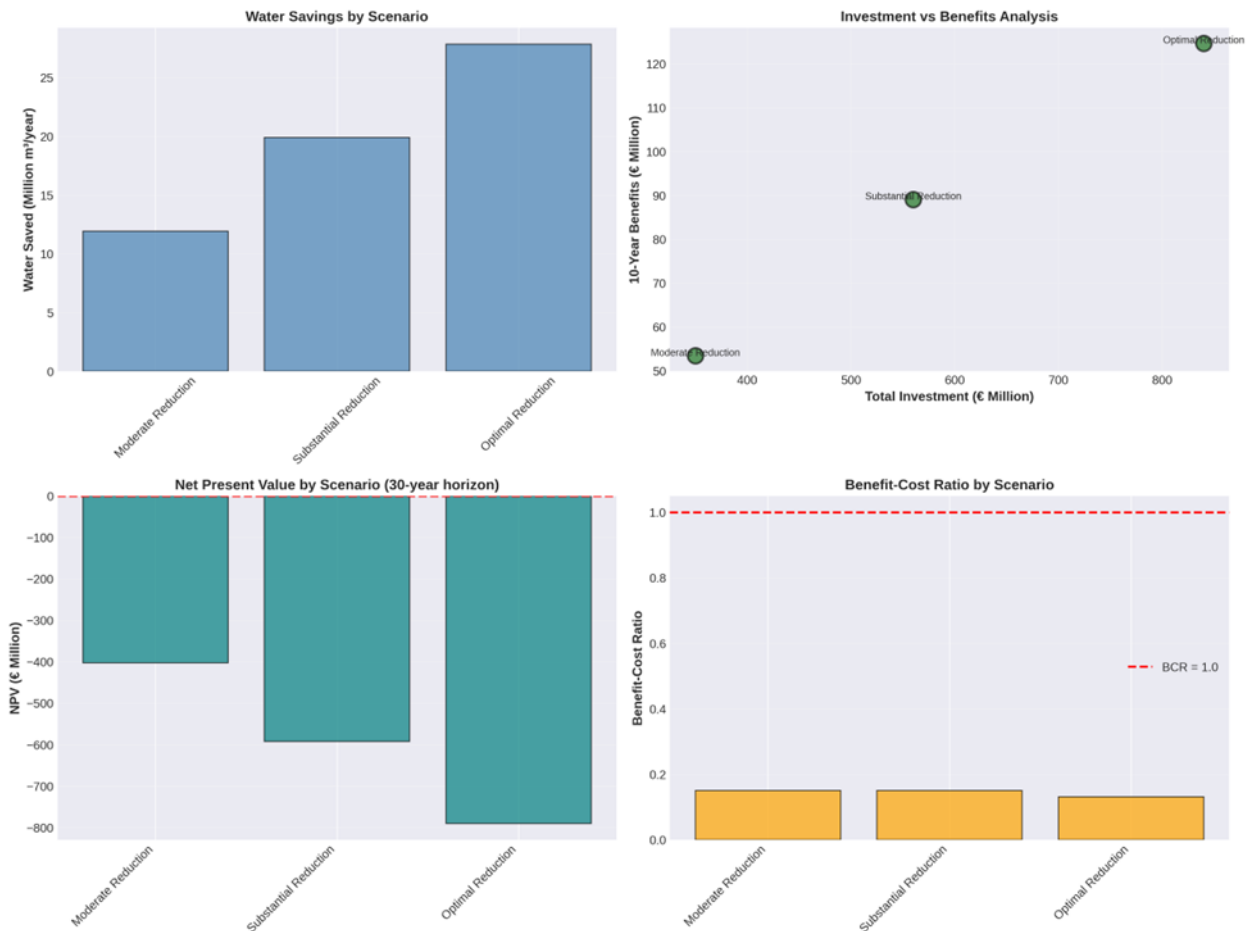 Water Savings by Scenario
Water Saved (Million m³/year)
25
20
15
10
5
0
Moderate Reduction
Substantial Reduction
Optimal Reduction
Investment vs Benefits Analysis
10-Year Benefits (€ Million)
120
110
100
90
80
70
60
50
Optimal Reduction
Substantial Reduction
Moderate Reduction
400
500
600
700
800
Total Investment (€ Million)
Net Present Value by Scenario (30-year horizon)
NPV (€ Million)
0
−100
−200
−300
−400
−500
−600
−700
−800
Moderate Reduction
Substantial Reduction
Optimal Reduction
Benefit-Cost Ratio by Scenario
Benefit-Cost Ratio
1.0
0.8
0.6
0.4
0.2
0.0
BCR = 1.0
Moderate Reduction
Substantial Reduction
Optimal Reduction